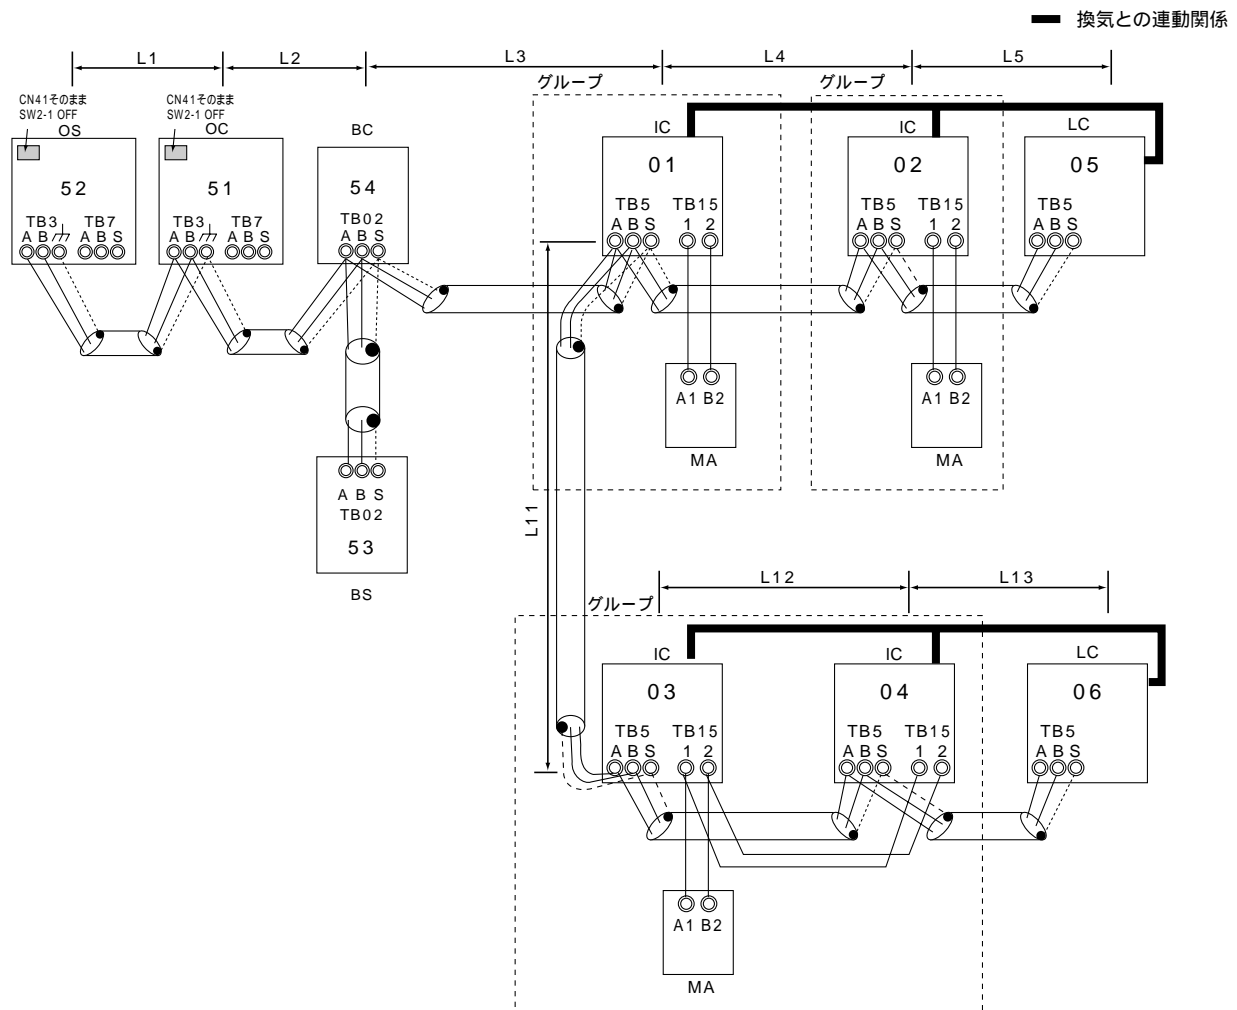 換気との連動関係
L1
L2
L3
L4
L5
グループ
グループ
CN41そのまま
SW2-1 OFF
OS
CN41そのまま
SW2-1 OFF
OC
BC
IC
IC
LC
52
51
54
01
02
05
TB3 TB7
A B A B S
TB3 TB7
A B A B S
TB02
A B S
TB5 TB15
A B S 1 2
TB5 TB15
A B S 1 2
TB5
A B S
A1 B2
MA
A1 B2
MA
A B S
TB02
53
BS
L11
L12
L13
グループ
IC
IC
LC
03
04
06
TB5 TB15
A B S 1 2
TB5 TB15
A B S 1 2
TB5
A B S
A1 B2
MA